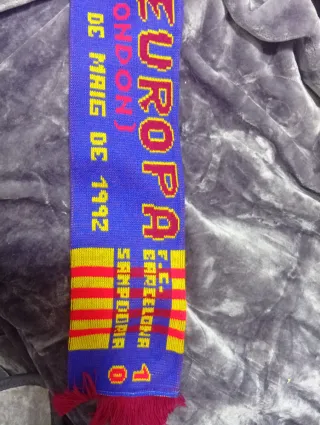 EUROPA
ONDON)
DE MAIG DE 1992
F.C.
BARCELONA 1
SAMPDORIA 0